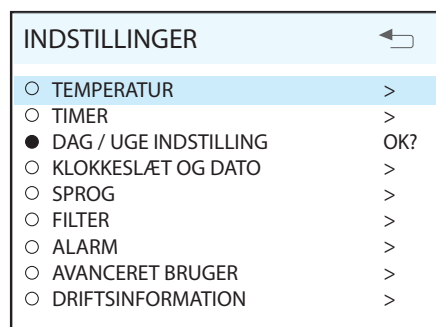 INDSTILLINGER
TEMPERATUR >
TIMER >
DAG / UGE INDSTILLING OK?
KLOKKESLÆT OG DATO >
SPROG >
FILTER >
ALARM >
AVANCERET BRUGER >
DRIFTSINFORMATION >